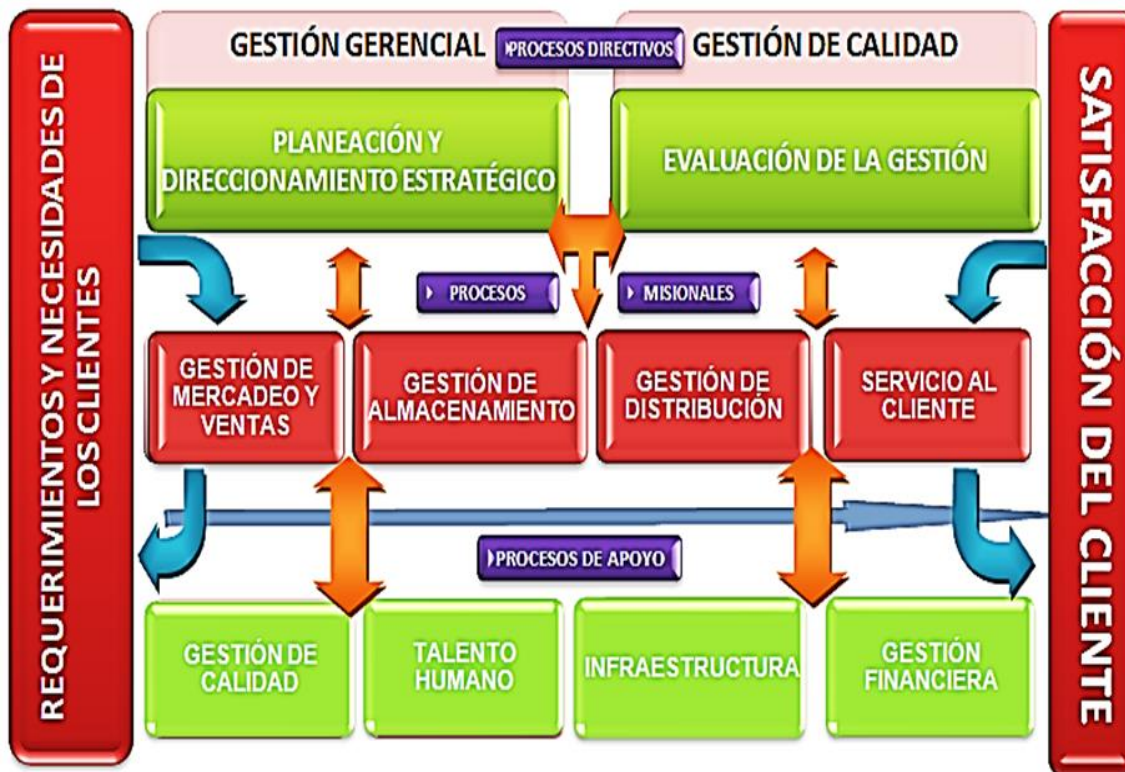 REQUERIMIENTOS Y NECESIDADES DE
LOS CLIENTES
GESTIÓN GERENCIAL
PROCESOS DIRECTIVOS
GESTIÓN DE CALIDAD
PLANEACIÓN Y
DIRECCIONAMIENTO ESTRATÉGICO
EVALUACIÓN DE LA GESTIÓN
PROCESOS
MISIONALES
GESTIÓN DE
MERCADEO Y
VENTAS
GESTIÓN DE
ALMACENAMIENTO
GESTIÓN DE
DISTRIBUCIÓN
SERVICIO AL
CLIENTE
PROCESOS DE APOYO
GESTIÓN DE
CALIDAD
TALENTO
HUMANO
INFRAESTRUCTURA
GESTIÓN
FINANCIERA
SATISFACCIÓN DEL CLIENTE